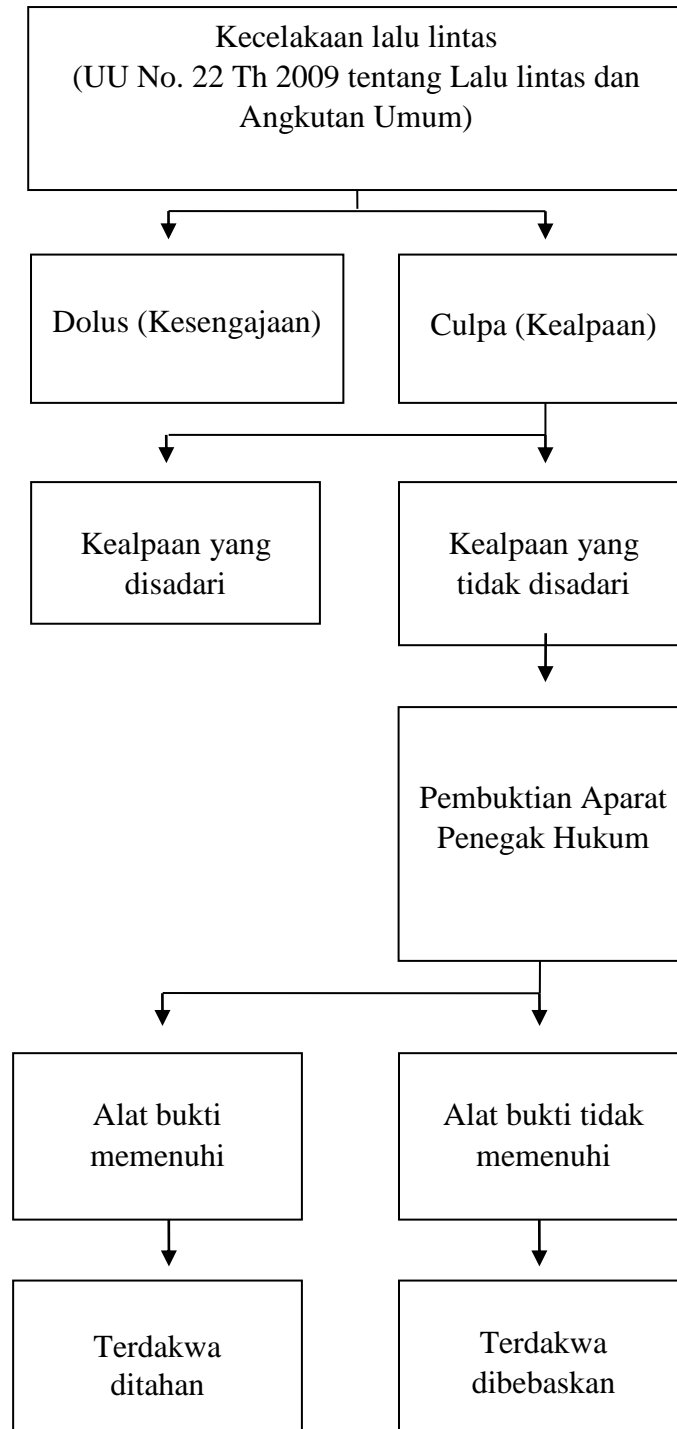 Kecelakaan lalu lintas
(UU No. 22 Th 2009 tentang Lalu lintas dan
Angkutan Umum)
Dolus (Kesengajaan)
Culpa (Kealpaan)
Kealpaan yang
disadari
Kealpaan yang
tidak disadari
Pembuktian Aparat
Penegak Hukum
Alat bukti
memenuhi
Alat bukti tidak
memenuhi
Terdakwa
ditahan
Terdakwa
dibebaskan